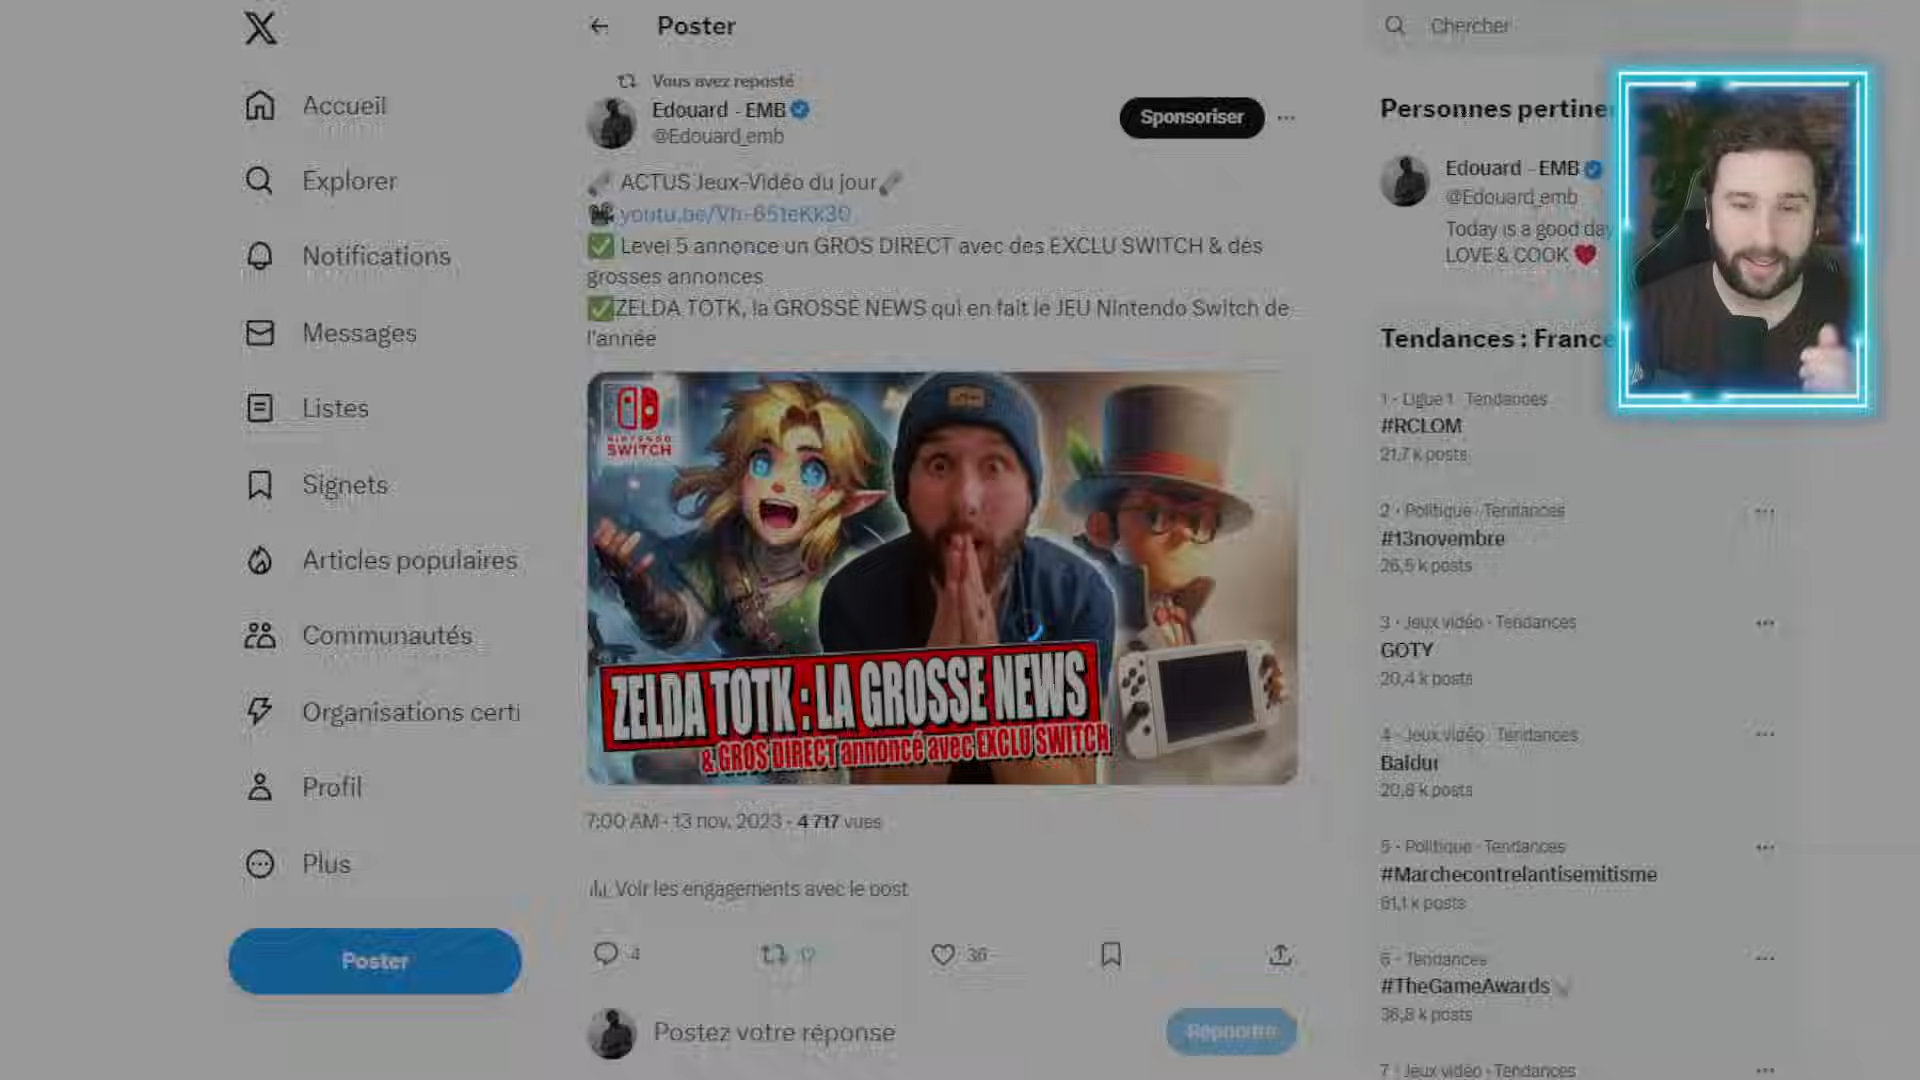 Accueil
Explorer
Notifications
Messages
Listes
Signets
Articles populaires
Communautés
Organisations certi
Profil
Plus
Poster
Poster
Vous avez reposté
Edouard - EMB
@Edouard_emb
Sponsoriser
ACTUS Jeux-Vidéo du jour
Level 5 annonce un GROS DIRECT avec des EXCLU SWITCH & des
grosses annonces
ZELDA TOTK, la GROSSE NEWS qui en fait le JEU Nintendo Switch de
l'année
NINTENDO
SWITCH
ZELDA TOTK : LA GROSSE NEWS
& GROS DIRECT annoncé avec EXCLU SWITCH
7:00 AM · 13 nov. 2023 · 4 717 vues
Voir les engagements avec le post
4
36
Postez votre réponse
Répondre
Chercher
Personnes pertine
Edouard - EMB
@Edouard_emb
Today is a good day
LOVE & COOK
Tendances : France
1 · Ligue 1 · Tendances
#RCLOM
21,7 k posts
2 · Politique · Tendances
#13novembre
26,5 k posts
3 · Jeux vidéo · Tendances
GOTY
20,4 k posts
4 · Jeux vidéo · Tendances
20,8 k posts
5 · Politique · Tendances
#Marchecontrelantisemitisme
61,1 k posts
6 · Tendances
#TheGameAwards
36,8 k posts
7 · Jeux vidéo · Tendances